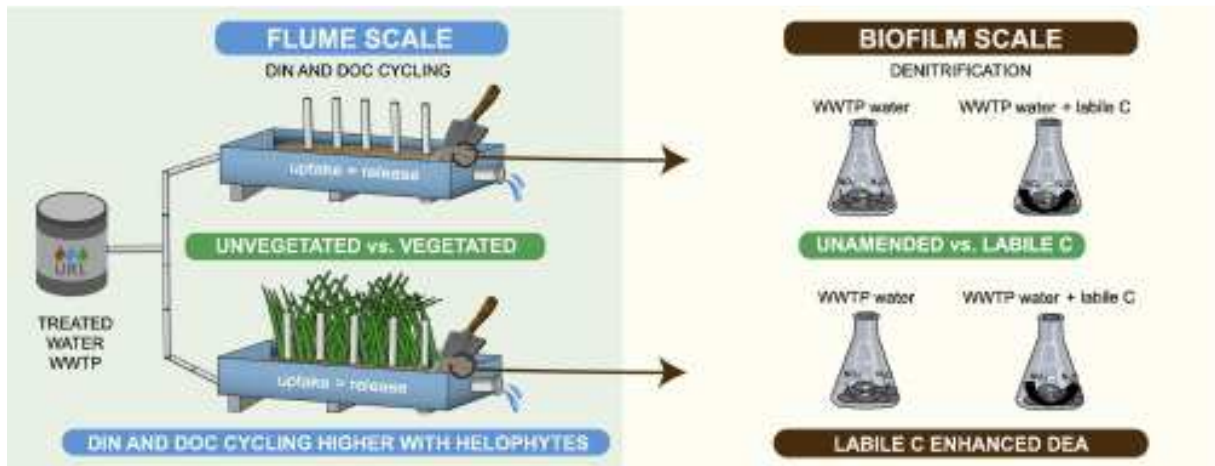 FLUME SCALE
DIN AND DOC CYCLING
uptake = release
UNVEGETATED vs. VEGETATED
URL
TREATED
WATER
WWTP
uptake > release
DIN AND DOC CYCLING HIGHER WITH HELOPHYTES
BIOFILM SCALE
DENITRIFICATION
WWTP water
WWTP water + labile C
UNAMENDED vs. LABILE C
WWTP water
WWTP water + labile C
LABILE C ENHANCED DEA